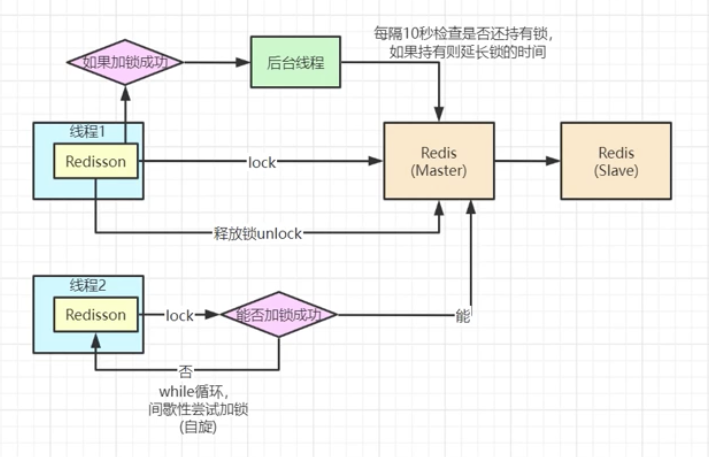 每隔10秒检查是否还持有锁,
如果持有则延长锁的时间
如果加锁成功
后台线程
线程1
Redisson
lock
Redis
(Master)
Redis
(Slave)
释放锁unlock
线程2
Redisson
lock
能否加锁成功
能
否
while循环,
间歇性尝试加锁
(自旋)